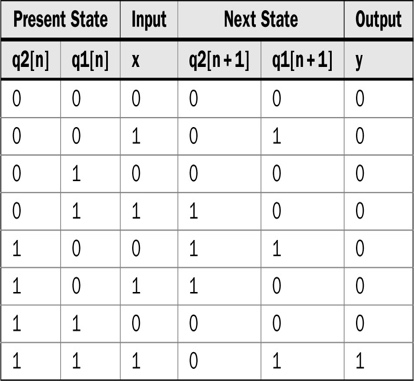 Present State Input Next State Output
q2[n] q1[n] x q2[n + 1] q1[n + 1] y
0 0 0 0 0 0
0 0 1 0 1 0
0 1 0 0 0 0
0 1 1 1 0 0
1 0 0 1 1 0
1 0 1 1 0 0
1 1 0 0 0 0
1 1 1 0 1 1